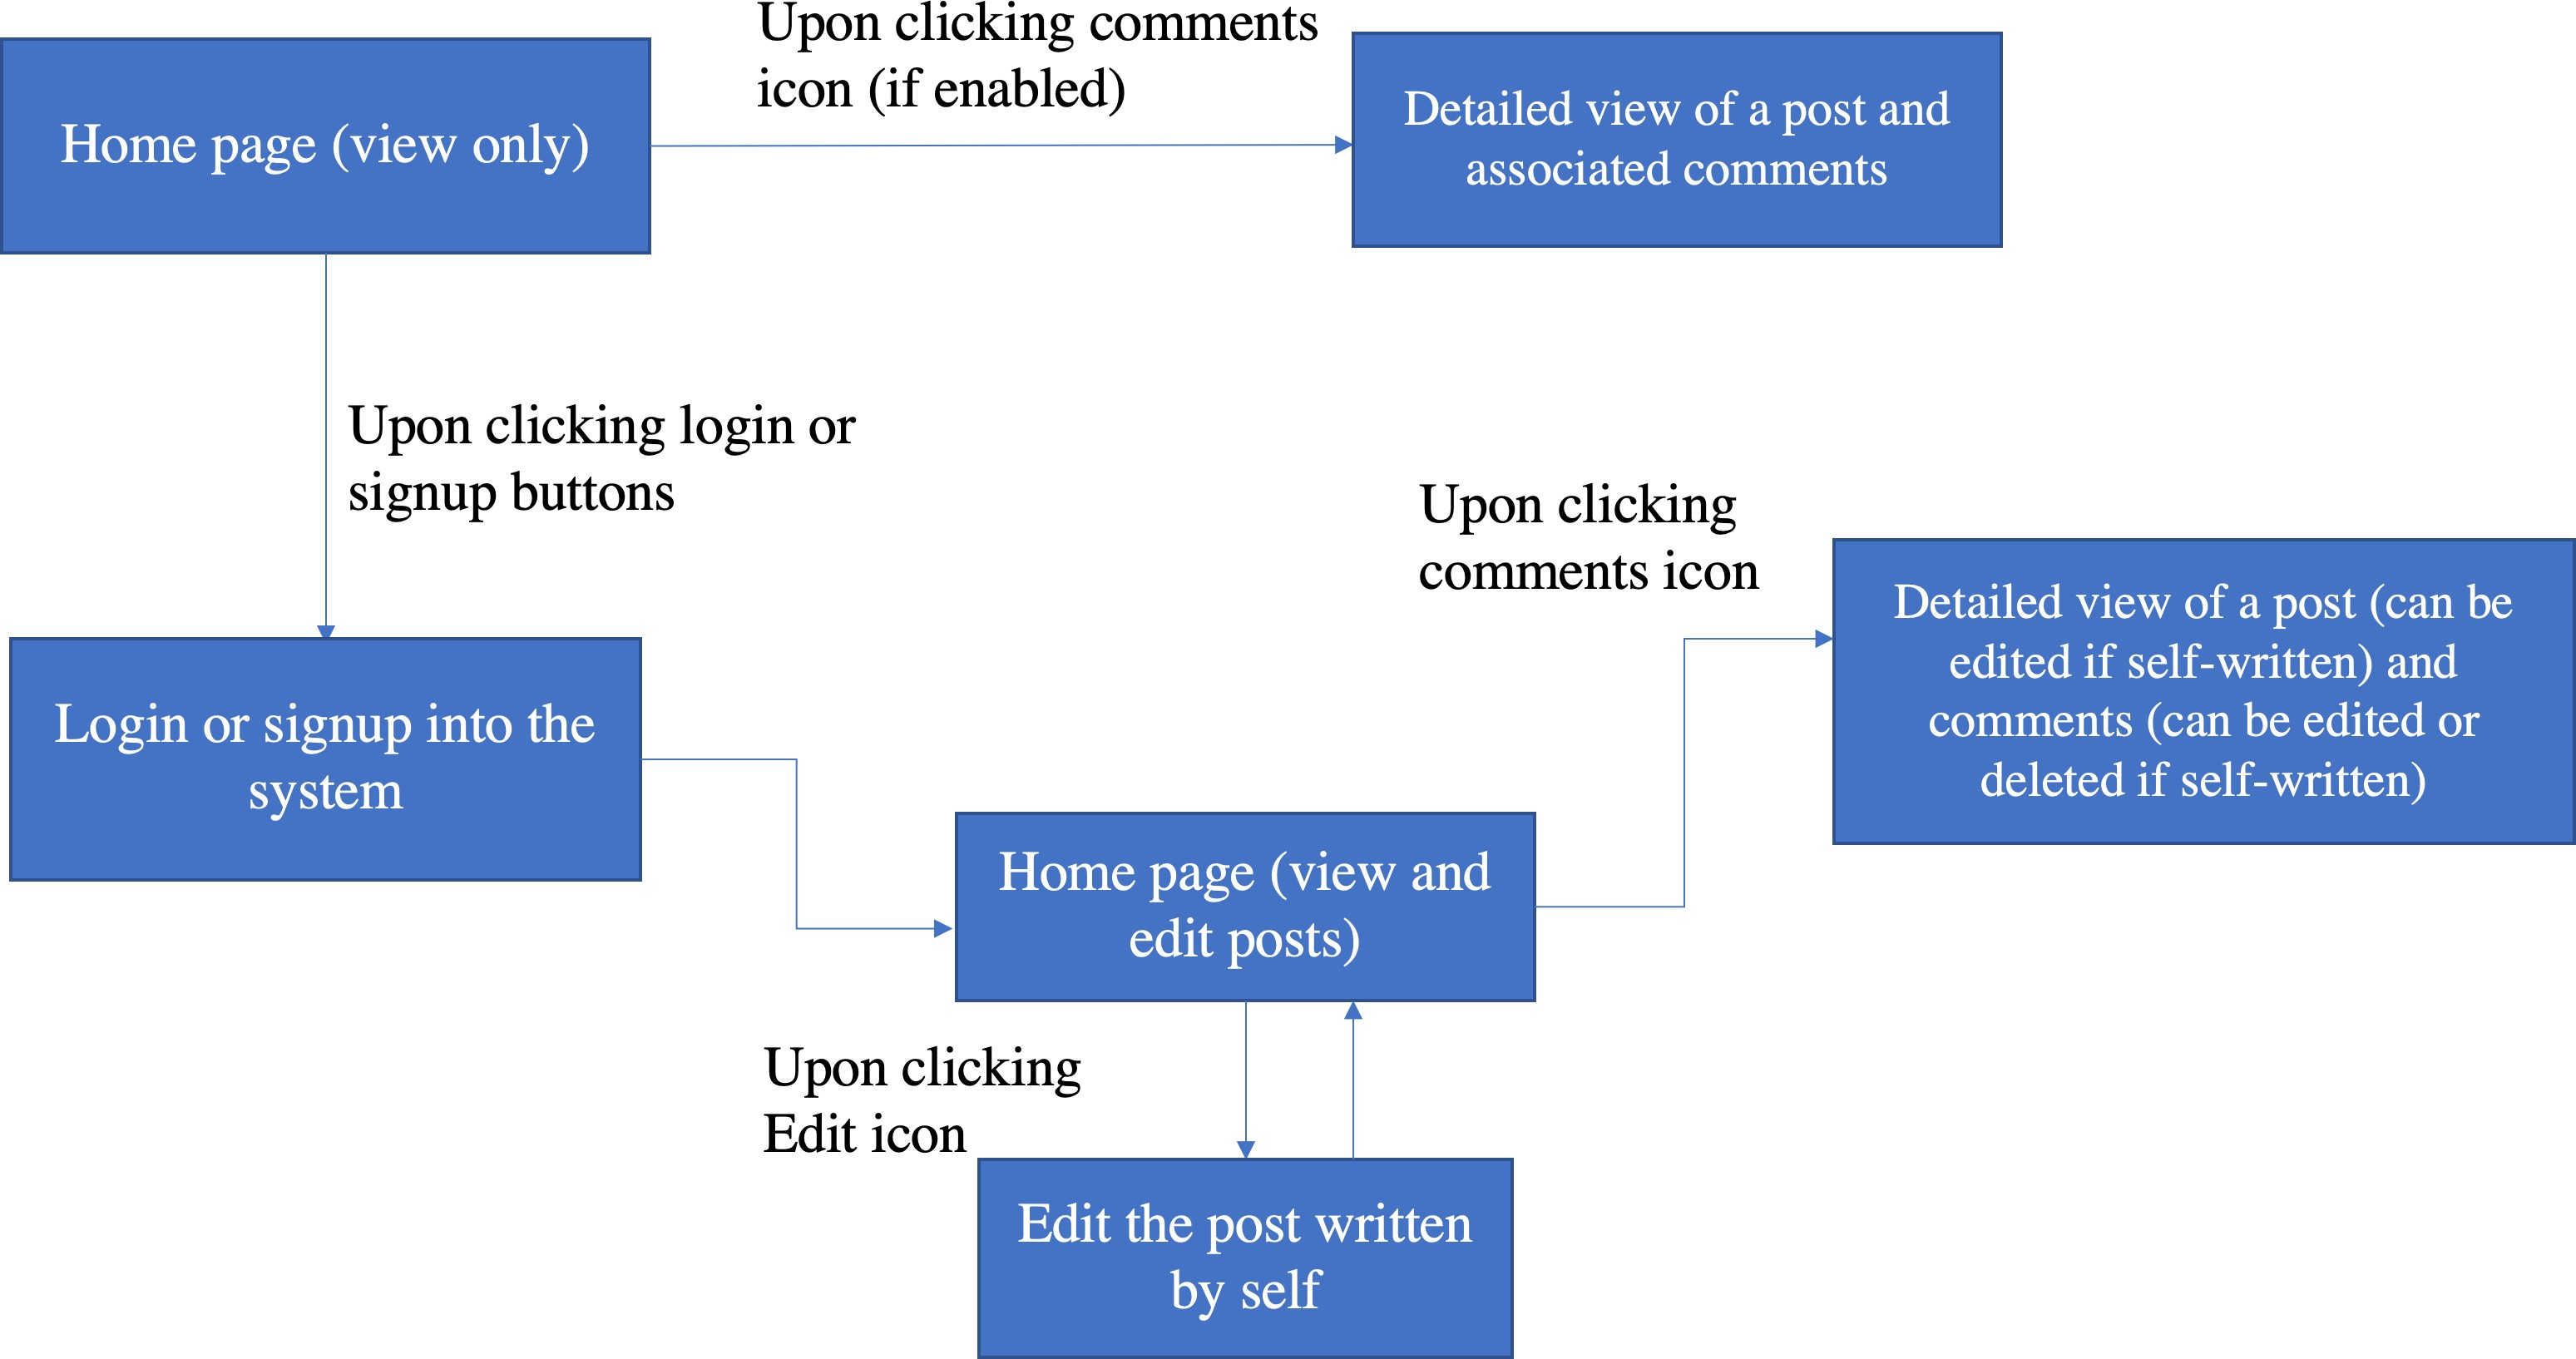 Upon clicking comments
icon (if enabled)
Home page (view only)
Detailed view of a post and
associated comments
Upon clicking login or
signup buttons
Upon clicking
comments icon
Detailed view of a post (can be
edited if self-written) and
comments (can be edited or
deleted if self-written)
Login or signup into the
system
Home page (view and
edit posts)
Upon clicking
Edit icon
Edit the post written
by self